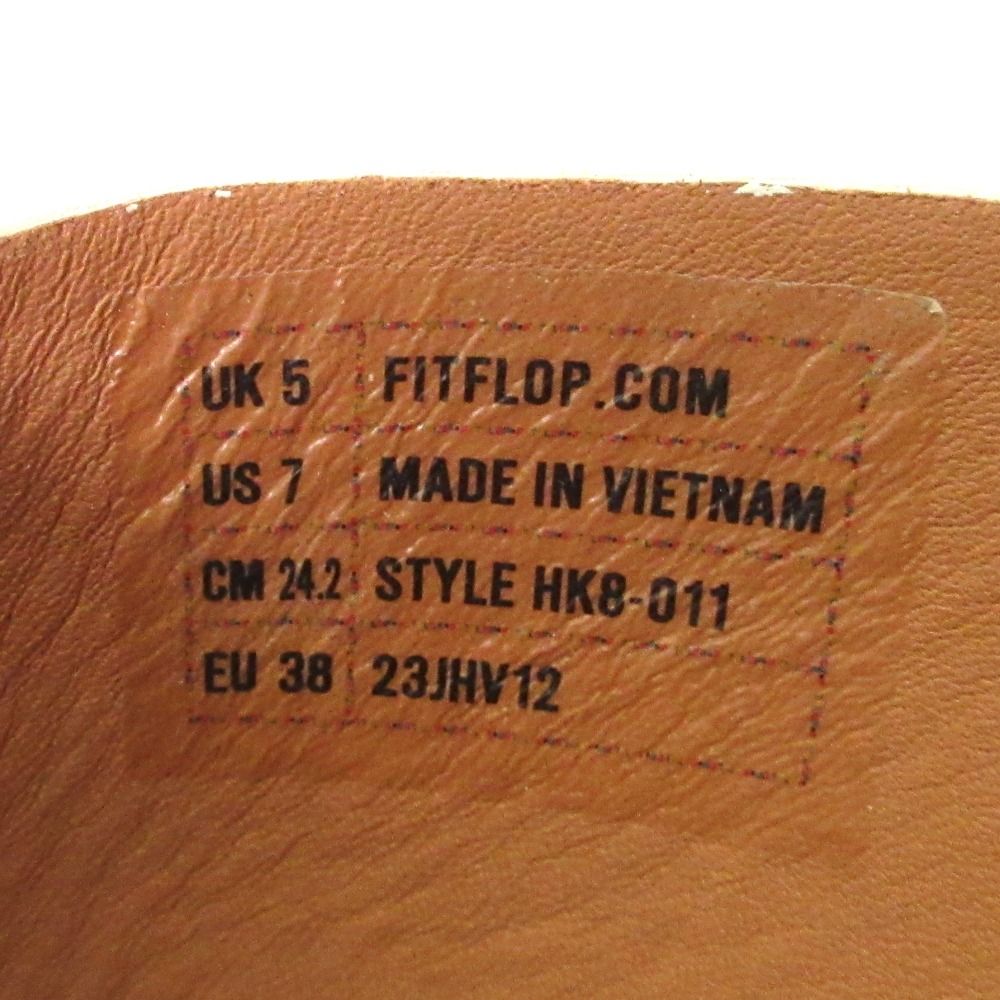 UK 5 FITFLOP.COM
US 7 MADE IN VIETNAM
CM 24.2 STYLE HK8-011
EU 38 23JHV12